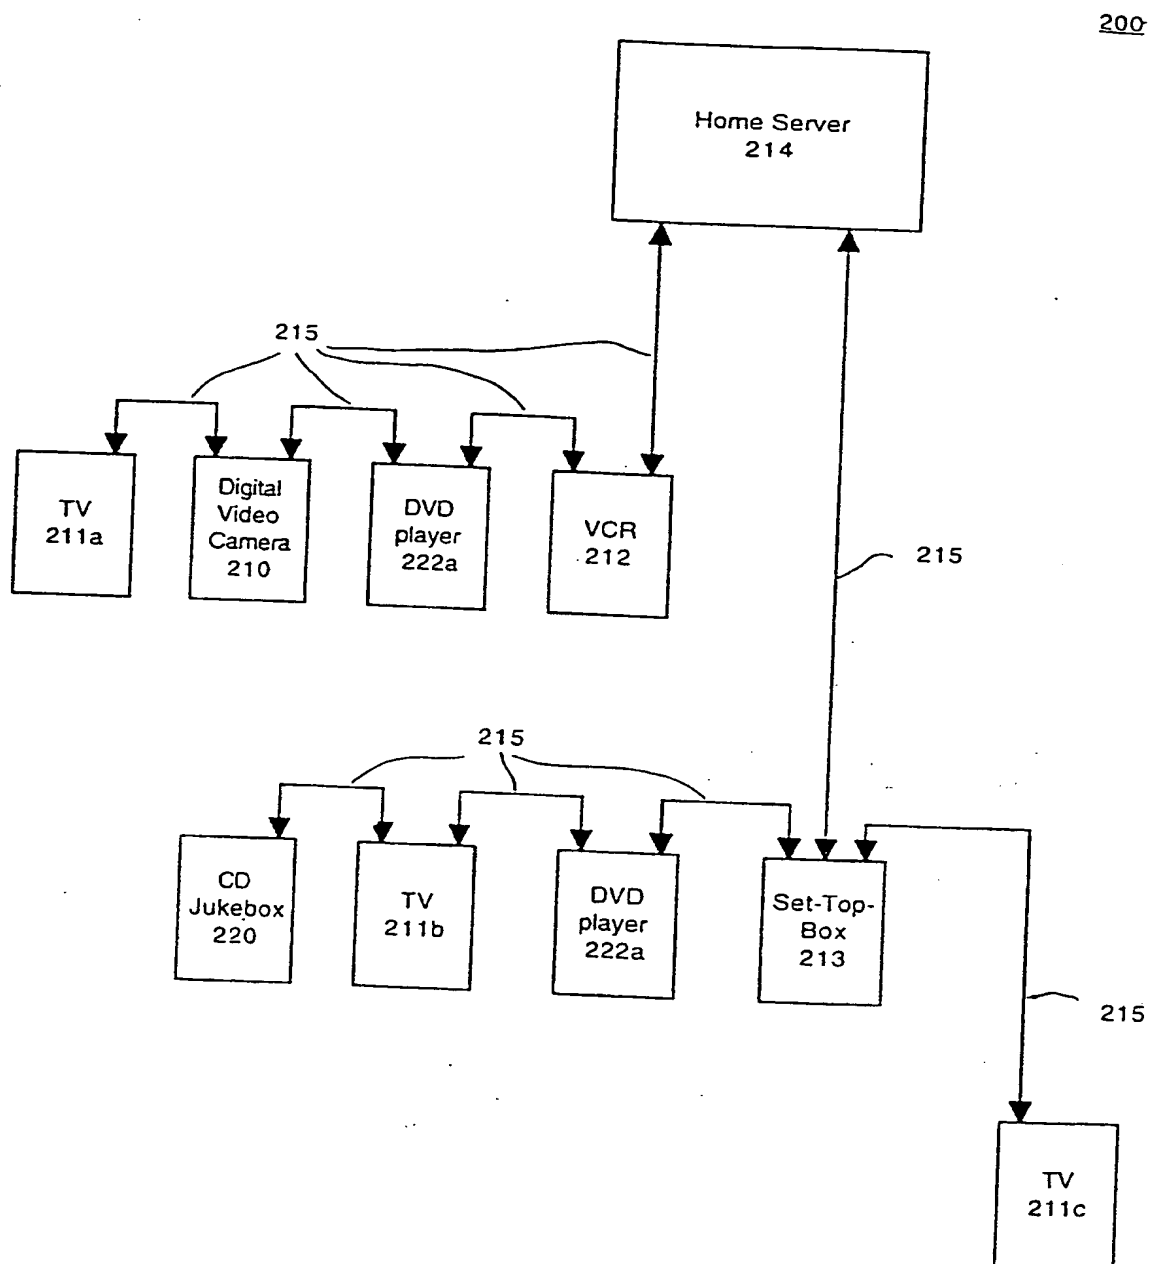 200
Home Server
214
215
TV
211a
Digital
Video
Camera
210
DVD
player
222a
VCR
212
215
215
CD
Jukebox
220
TV
211b
DVD
player
222a
Set-Top-
Box
213
215
TV
211c